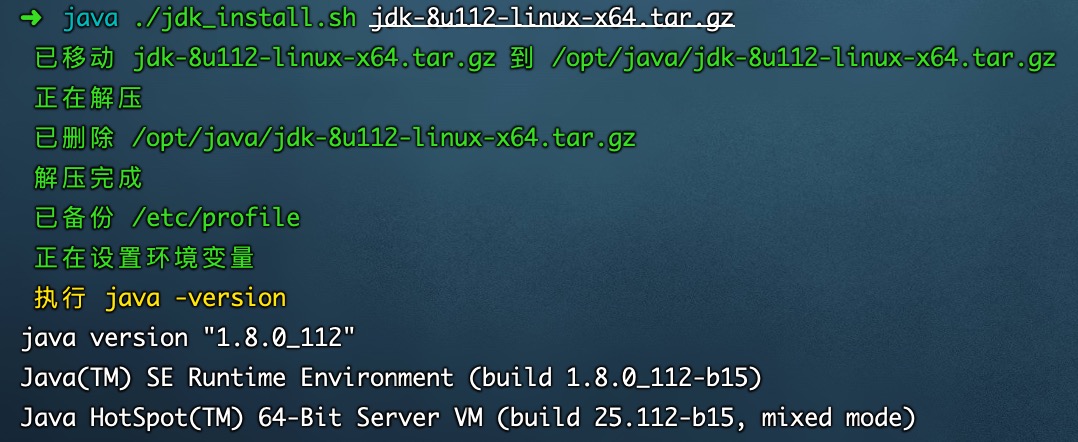 ➜ java ./jdk_install.sh jdk-8u112-linux-x64.tar.gz
已移动 jdk-8u112-linux-x64.tar.gz 到 /opt/java/jdk-8u112-linux-x64.tar.gz
正在解压
已删除 /opt/java/jdk-8u112-linux-x64.tar.gz
解压完成
已备份 /etc/profile
正在设置环境变量
执行 java -version
java version "1.8.0_112"
Java(TM) SE Runtime Environment (build 1.8.0_112-b15)
Java HotSpot(TM) 64-Bit Server VM (build 25.112-b15, mixed mode)